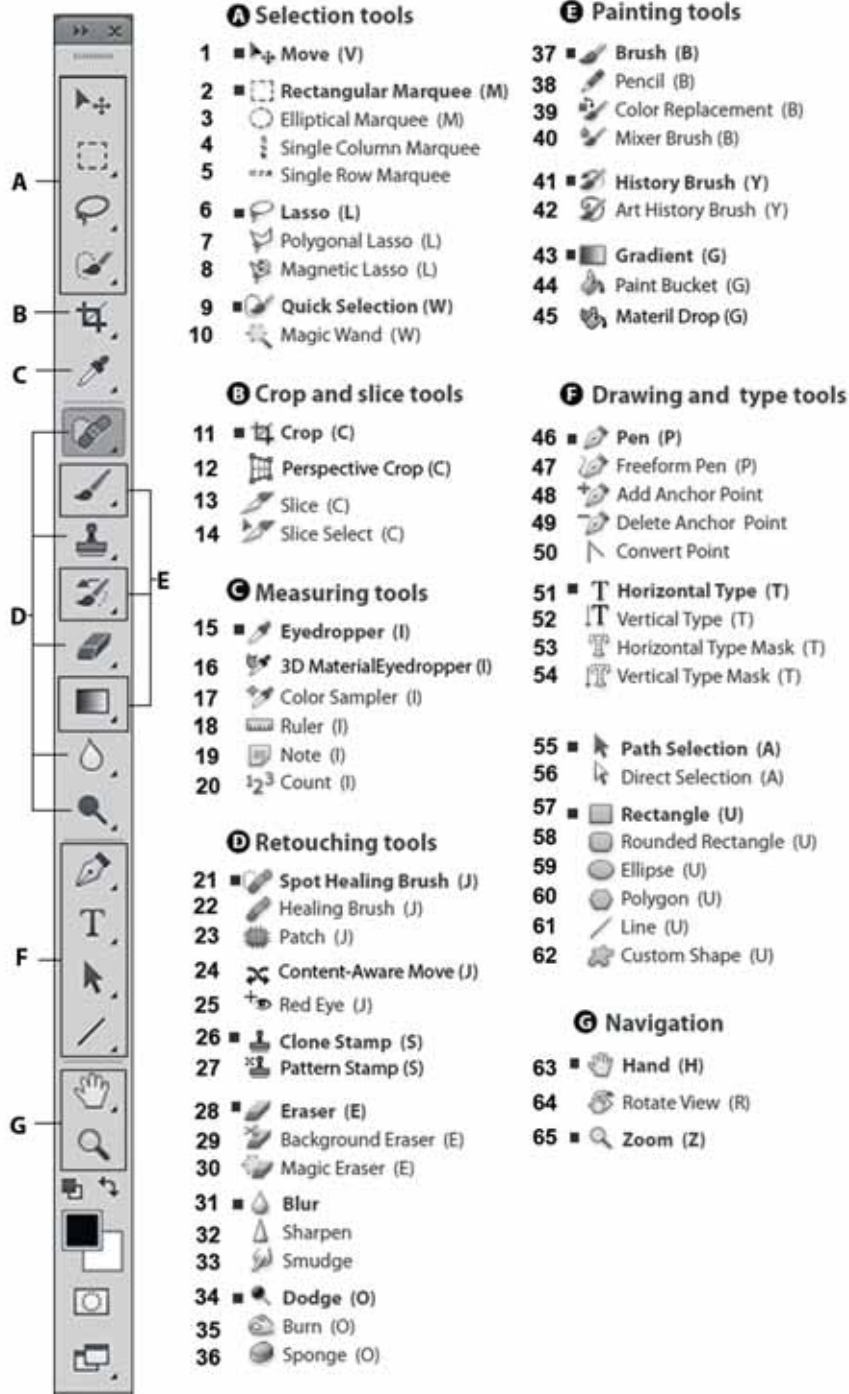 A Selection tools
1 Move (V)
2 Rectangular Marquee (M)
3 Elliptical Marquee (M)
4 Single Column Marquee
5 Single Row Marquee
6 Lasso (L)
7 Polygonal Lasso (L)
8 Magnetic Lasso (L)
9 Quick Selection (W)
10 Magic Wand (W)
B Crop and slice tools
11 Crop (C)
12 Perspective Crop (C)
13 Slice (C)
14 Slice Select (C)
C Measuring tools
15 Eyedropper (I)
16 3D MaterialEyedropper (I)
17 Color Sampler (I)
18 Ruler (I)
19 Note (I)
20 Count (I)
D Retouching tools
21 Spot Healing Brush (J)
22 Healing Brush (J)
23 Patch (J)
24 Content-Aware Move (J)
25 Red Eye (J)
26 Clone Stamp (S)
27 Pattern Stamp (S)
28 Eraser (E)
29 Background Eraser (E)
30 Magic Eraser (E)
31 Blur
32 Sharpen
33 Smudge
34 Dodge (O)
35 Burn (O)
36 Sponge (O)
E Painting tools
37 Brush (B)
38 Pencil (B)
39 Color Replacement (B)
40 Mixer Brush (B)
41 History Brush (Y)
42 Art History Brush (Y)
43 Gradient (G)
44 Paint Bucket (G)
45 Materil Drop (G)
F Drawing and type tools
46 Pen (P)
47 Freeform Pen (P)
48 Add Anchor Point
49 Delete Anchor Point
50 Convert Point
51 Horizontal Type (T)
52 Vertical Type (T)
53 Horizontal Type Mask (T)
54 Vertical Type Mask (T)
55 Path Selection (A)
56 Direct Selection (A)
57 Rectangle (U)
58 Rounded Rectangle (U)
59 Ellipse (U)
60 Polygon (U)
61 Line (U)
62 Custom Shape (U)
G Navigation
63 Hand (H)
64 Rotate View (R)
65 Zoom (Z)
A
B
C
D
E
F
G